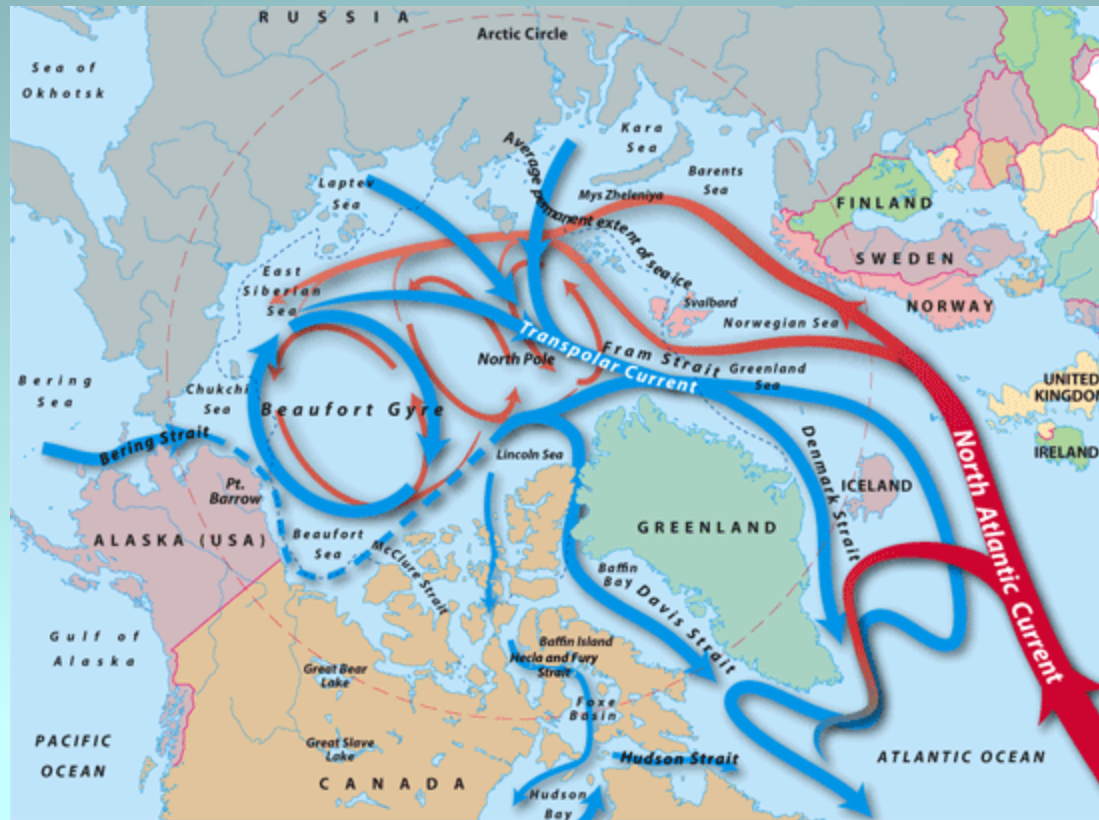 RUSSIA
Arctic Circle
Sea of
Okhotsk
Kara
Sea
Average permanent extent of sea ice
Barents
Sea
Laptev
Sea
Mys Zheleniya
FINLAND
SWEDEN
East
Siberian
Sea
Svalbard
NORWAY
Norwegian Sea
Transpolar Current
Fram Strait
North Pole
Greenland
Sea
Bering
Sea
Chukchi
Sea
Beaufort Gyre
UNITED
KINGDOM
IRELAND
Bering Strait
Lincoln Sea
Denmark Strait
North Atlantic Current
Pt.
Barrow
ICELAND
ALASKA (USA)
Beaufort
Sea
McClure Strait
GREENLAND
Baffin
Bay
Davis Strait
Gulf of
Alaska
Baffin Island
Hecla and Fury
Strait
Great Bear
Lake
Foxe
Basin
PACIFIC
OCEAN
Great Slave
Lake
Hudson Strait
ATLANTIC OCEAN
CANADA
Hudson
Bay